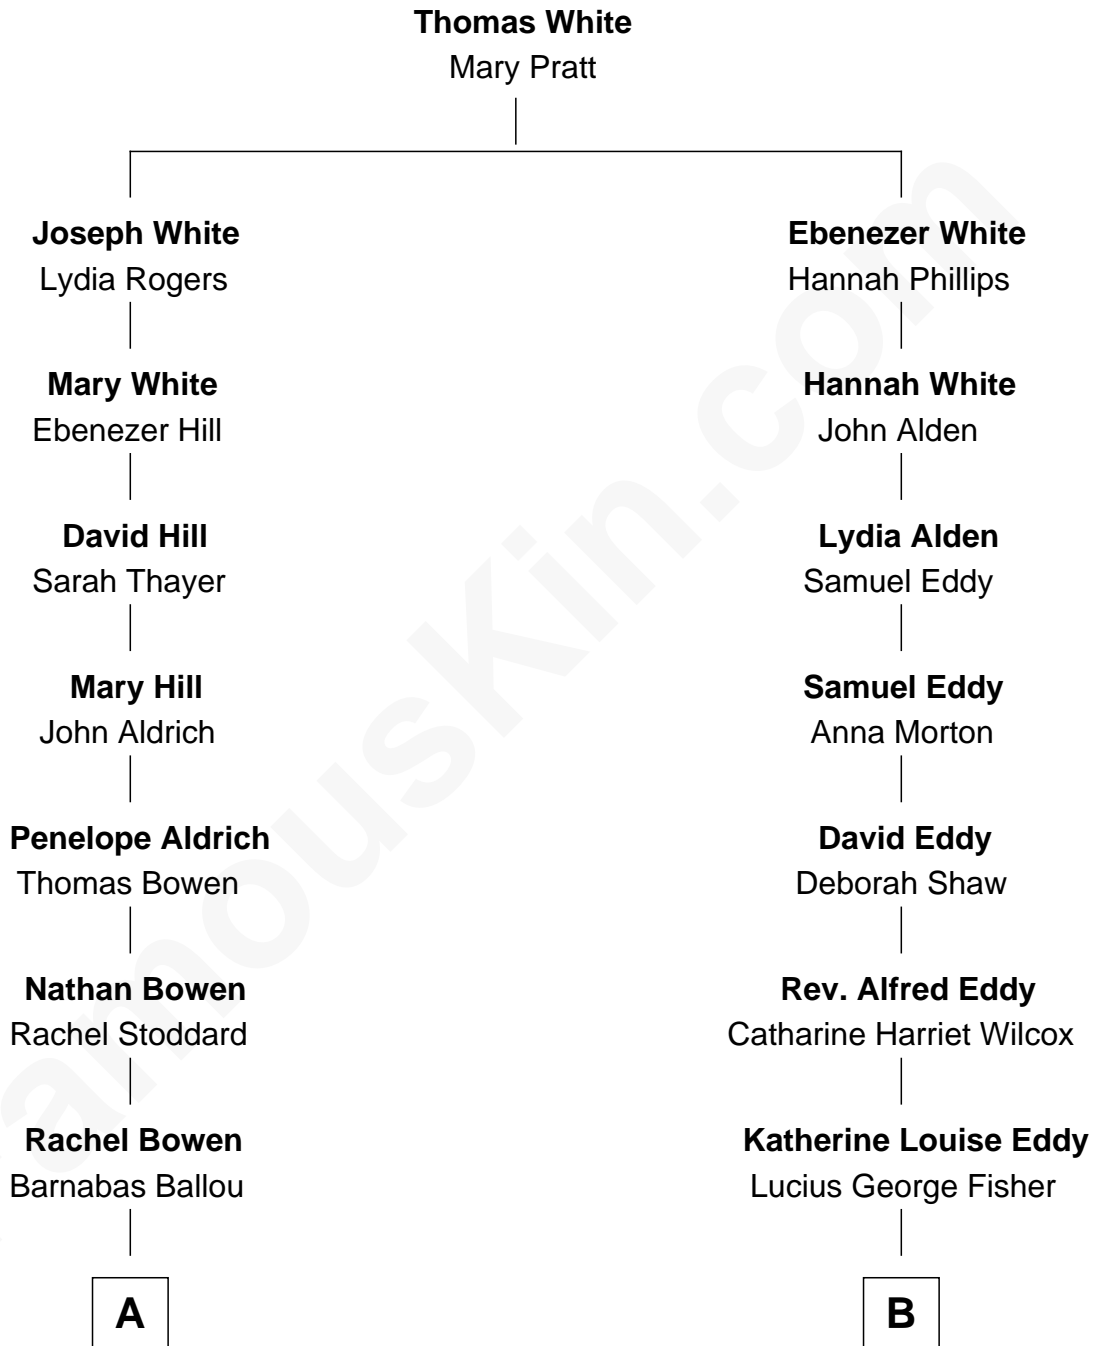 Thomas White
Mary Pratt
Joseph White
Lydia Rogers
Mary White
Ebenezer Hill
David Hill
Sarah Thayer
Mary Hill
John Aldrich
Penelope Aldrich
Thomas Bowen
Nathan Bowen
Rachel Stoddard
Rachel Bowen
Barnabas Ballou
A
Ebenezer White
Hannah Phillips
Hannah White
John Alden
Lydia Alden
Samuel Eddy
Samuel Eddy
Anna Morton
David Eddy
Deborah Shaw
Rev. Alfred Eddy
Catharine Harriet Wilcox
Katherine Louise Eddy
Lucius George Fisher
B
amouskin.com